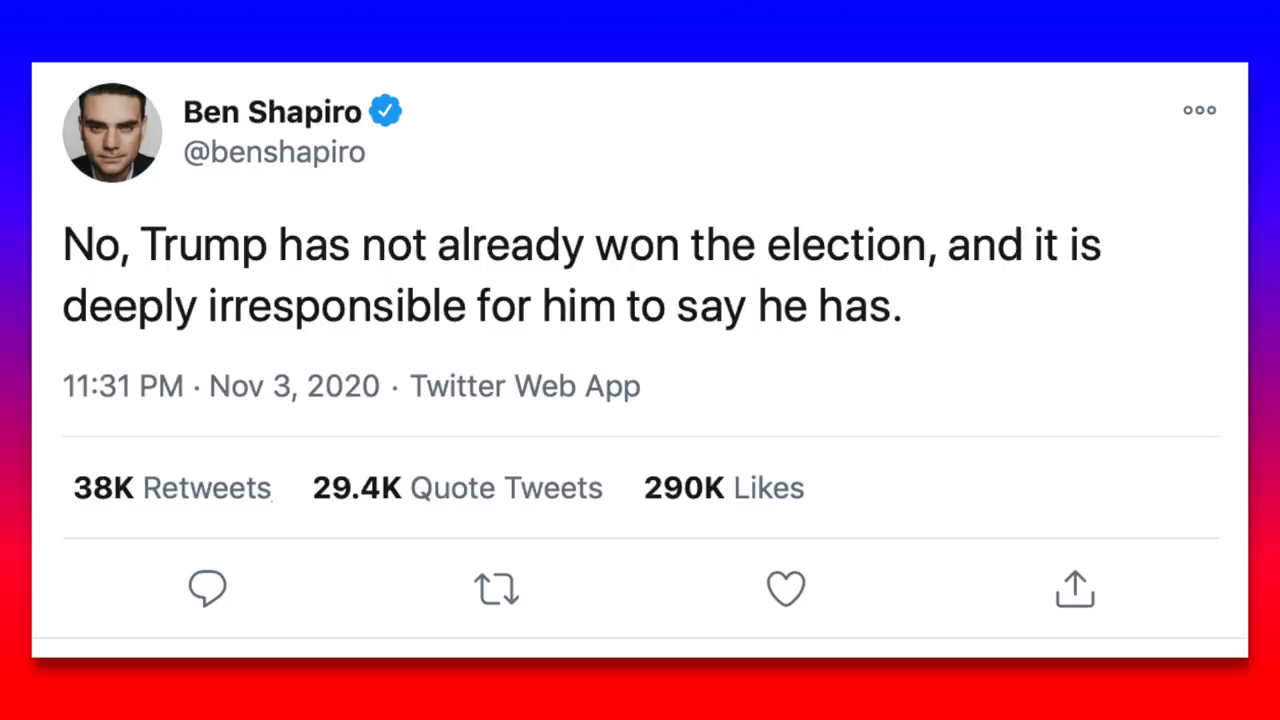 Ben Shapiro
@benshapiro
No, Trump has not already won the election, and it is
deeply irresponsible for him to say he has.
11:31 PM · Nov 3, 2020 · Twitter Web App
38K Retweets 29.4K Quote Tweets 290K Likes